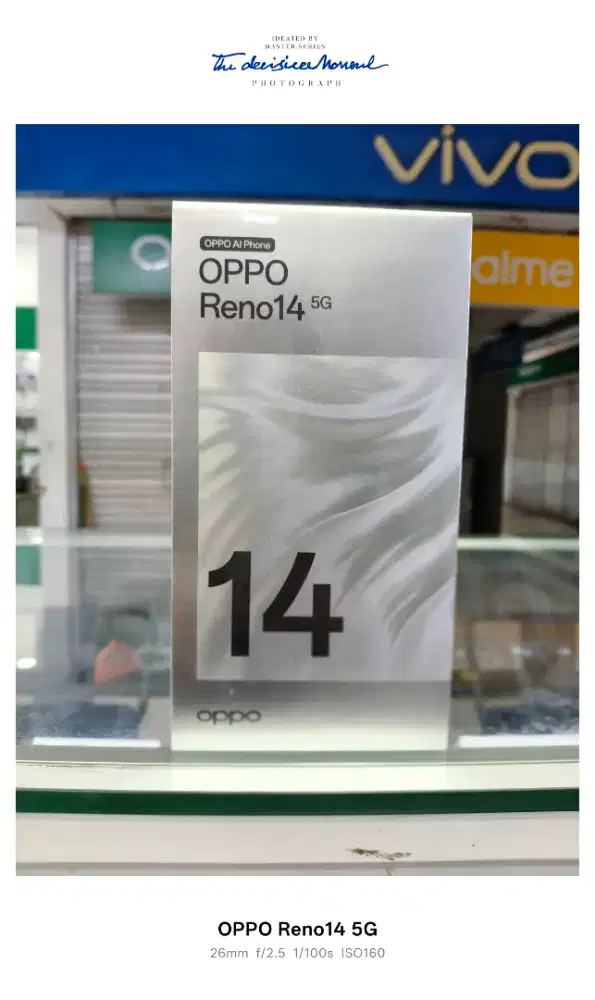 IDEATED BY
MASTER SERIES
The decisive Moment
PHOTOGRAPH
vivo
OPPO AI Phone
OPPO
Reno14 5G
alme
14
oppo
OPPO Reno14 5G
26mm f/2.5 1/100s ISO160